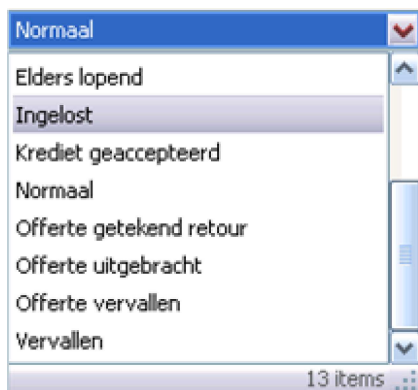 Normaal
Elders lopend
Ingelost
Krediet geaccepteerd
Normaal
Offerte getekend retour
Offerte uitgebracht
Offerte vervallen
Vervallen
13 items